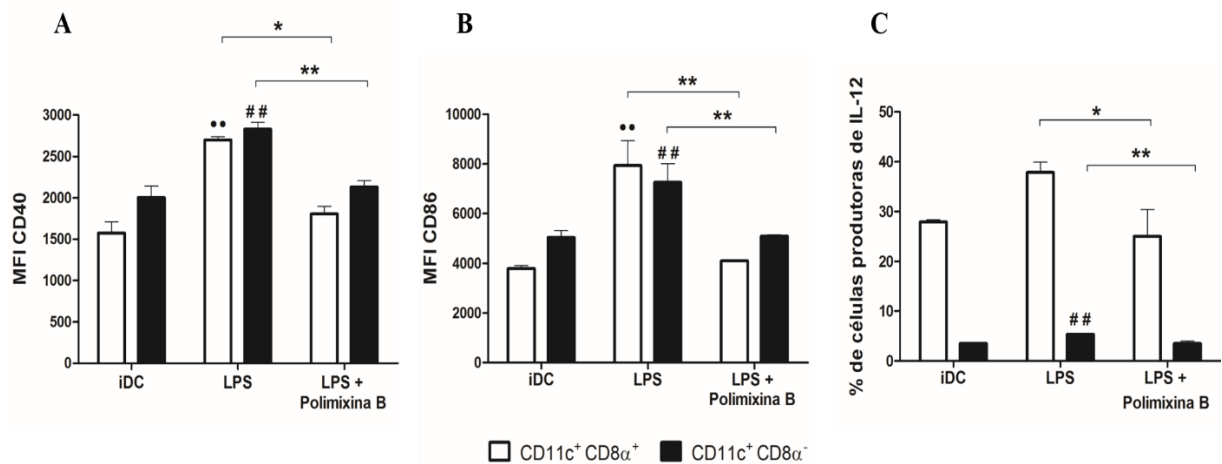 A
*
**
MFI CD40
3000
2500
2000
1500
1000
500
0
••
##
iDC
LPS
LPS +
Polimixina B
B
**
**
MFI CD86
10000
8000
6000
4000
2000
0
••
##
iDC
LPS
LPS +
Polimixina B
C
*
**
% de células produtoras de IL-12
50
40
30
20
10
0
##
iDC
LPS
LPS +
Polimixina B
CD11c⁺ CD8α⁺
CD11c⁺ CD8α⁻